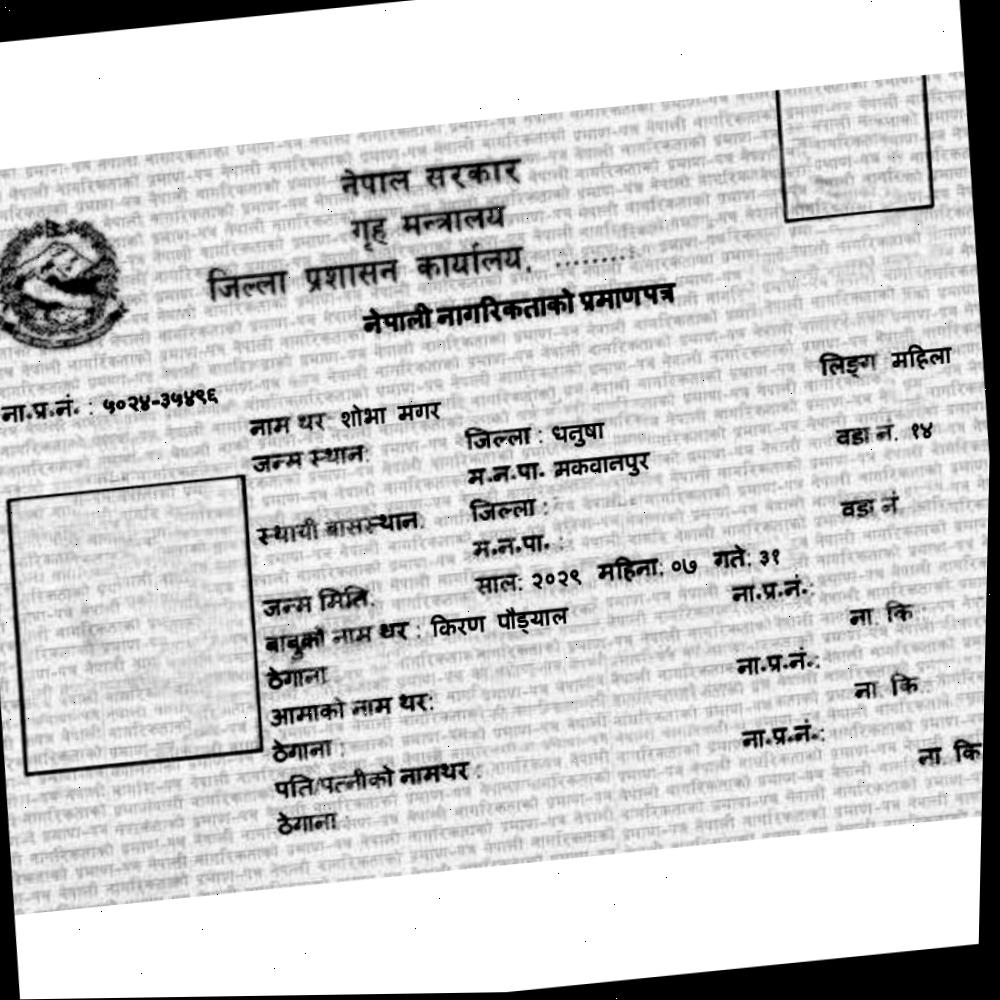 नेपाल सरकार
गृह मन्त्रालय
जिल्ला प्रशासन कार्यालय, ........
नेपाली नागरिकताको प्रमाणपत्र
लिङ्ग महिला
ना.प्र.नं. : ५०२४-३५४९६
नाम थर शोभा मगर
जन्म स्थान: जिल्ला : धनुषा वडा नं. १४
म.न.पा. मकवानपुर
स्थायी बासस्थान: जिल्ला : वडा नं
म.न.पा. :
जन्म मिति: साल: २०२९ महिना: ०७ गते: ३१
बाबुको नाम थर : किरण पौड्याल ना.प्र.नं.:
ठेगाना ना. कि.
आमाको नाम थर: ना.प्र.नं.:
ठेगाना : ना. कि.
पति/पत्नीको नामथर : ना.प्र.नं.:
ठेगाना : ना. कि